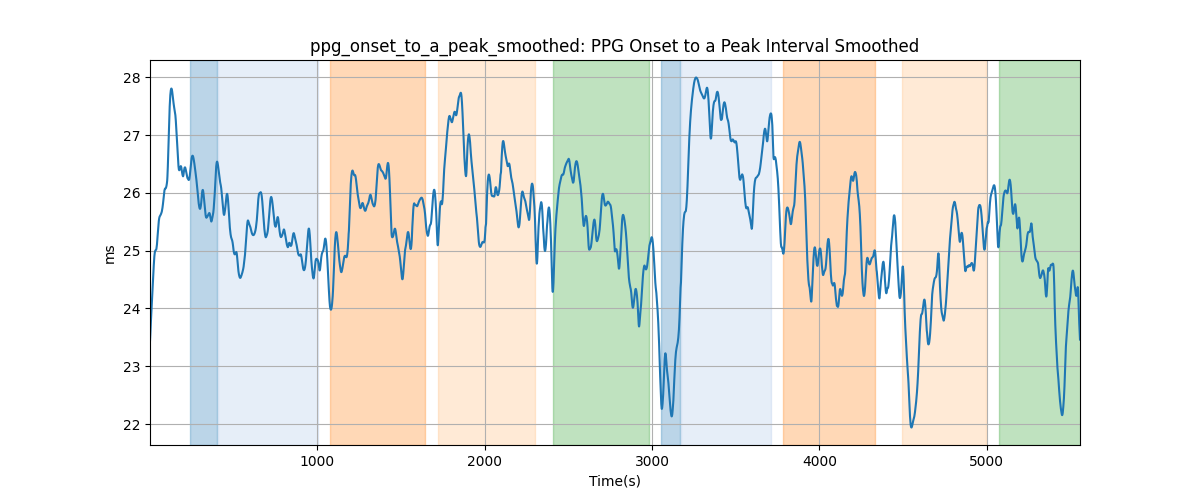 ppg_onset_to_a_peak_smoothed: PPG Onset to a Peak Interval Smoothed
28
27
26
25
24
23
22
ms
1000 2000 3000 4000 5000
Time(s)